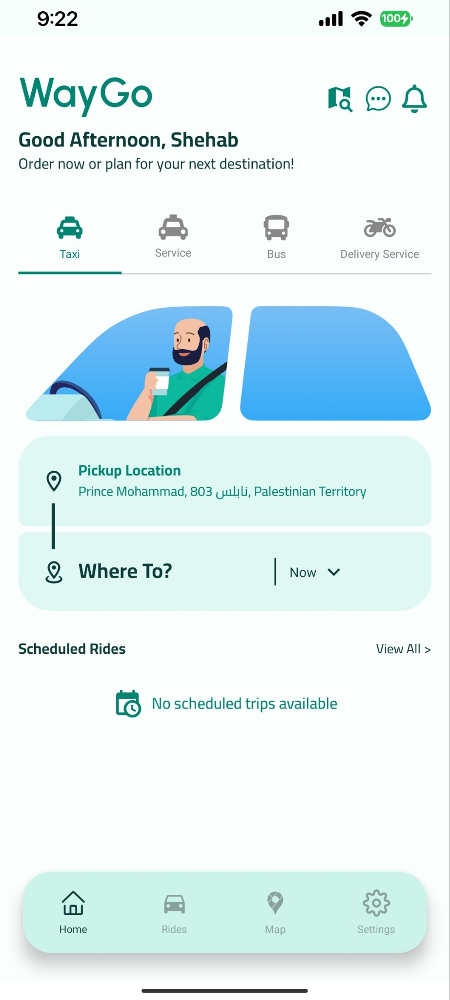 9:22
100
WayGo
Good Afternoon, Shehab
Order now or plan for your next destination!
Taxi
Service
Bus
Delivery Service
Pickup Location
Prince Mohammad, 803 نابلس, Palestinian Territory
Where To?
Now
Scheduled Rides
View All >
No scheduled trips available
Home
Rides
Map
Settings